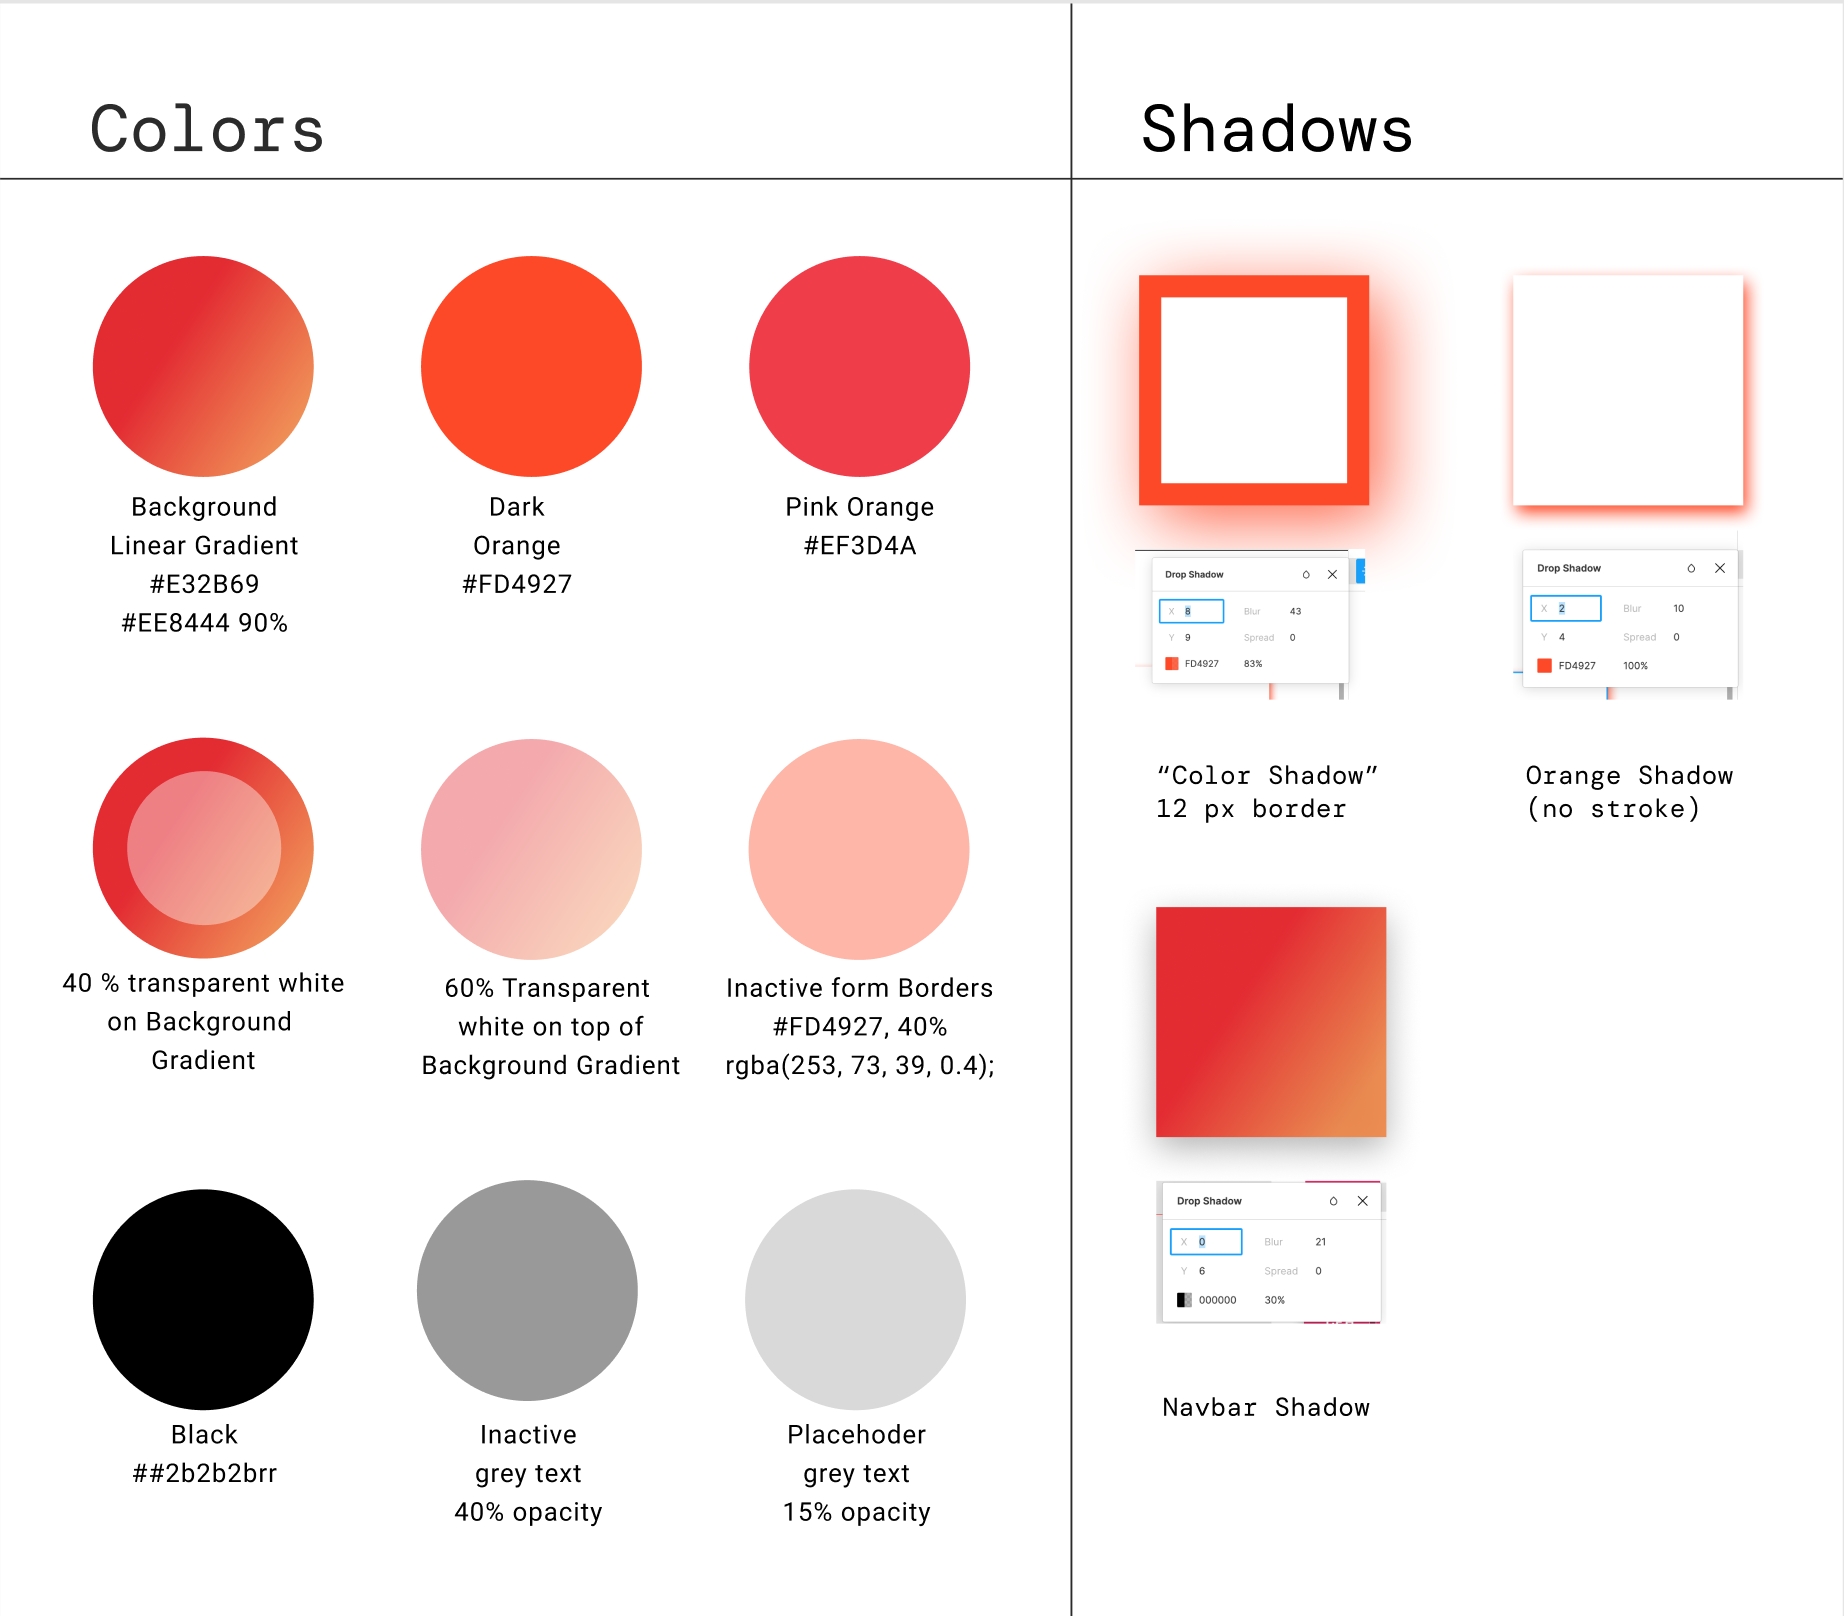 Colors
Shadows
Background
Linear Gradient
#E32B69
#EE8444 90%
Dark
Orange
#FD4927
Pink Orange
#EF3D4A
Drop Shadow
X 8 Blur 43
Y 9 Spread 0
FD4927 83%
Drop Shadow
X 2 Blur 10
Y 4 Spread 0
FD4927 100%
“Color Shadow”
12 px border
Orange Shadow
(no stroke)
40 % transparent white
on Background
Gradient
60% Transparent
white on top of
Background Gradient
Inactive form Borders
#FD4927, 40%
rgba(253, 73, 39, 0.4);
Drop Shadow
X 0 Blur 21
Y 6 Spread 0
000000 30%
Navbar Shadow
Black
##2b2b2brr
Inactive
grey text
40% opacity
Placehoder
grey text
15% opacity